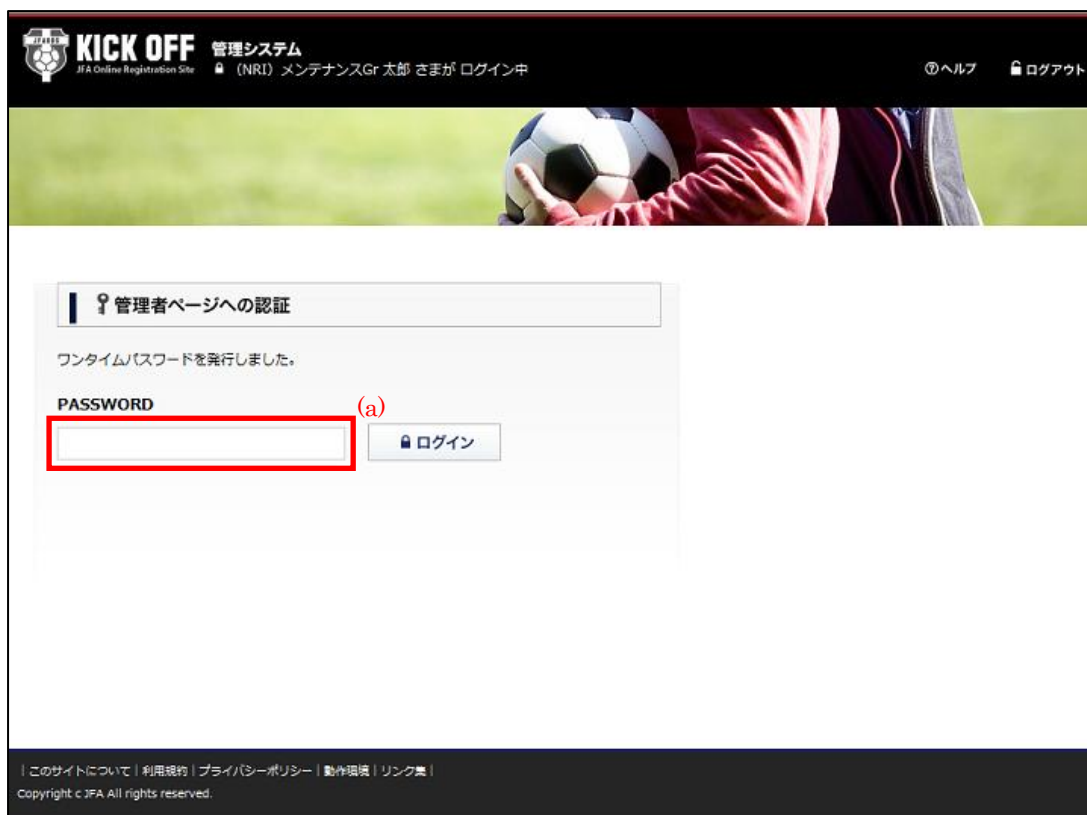 JFAORS
KICK OFF
JFA Online Registration Site
管理システム
（NRI）メンテナンスGr 太郎 さまが ログイン中
?ヘルプ
ログアウト
管理者ページへの認証
ワンタイムパスワードを発行しました。
PASSWORD
(a)
ログイン
｜このサイトについて｜利用規約｜プライバシーポリシー｜動作環境｜リンク集｜
Copyright c JFA All rights reserved.